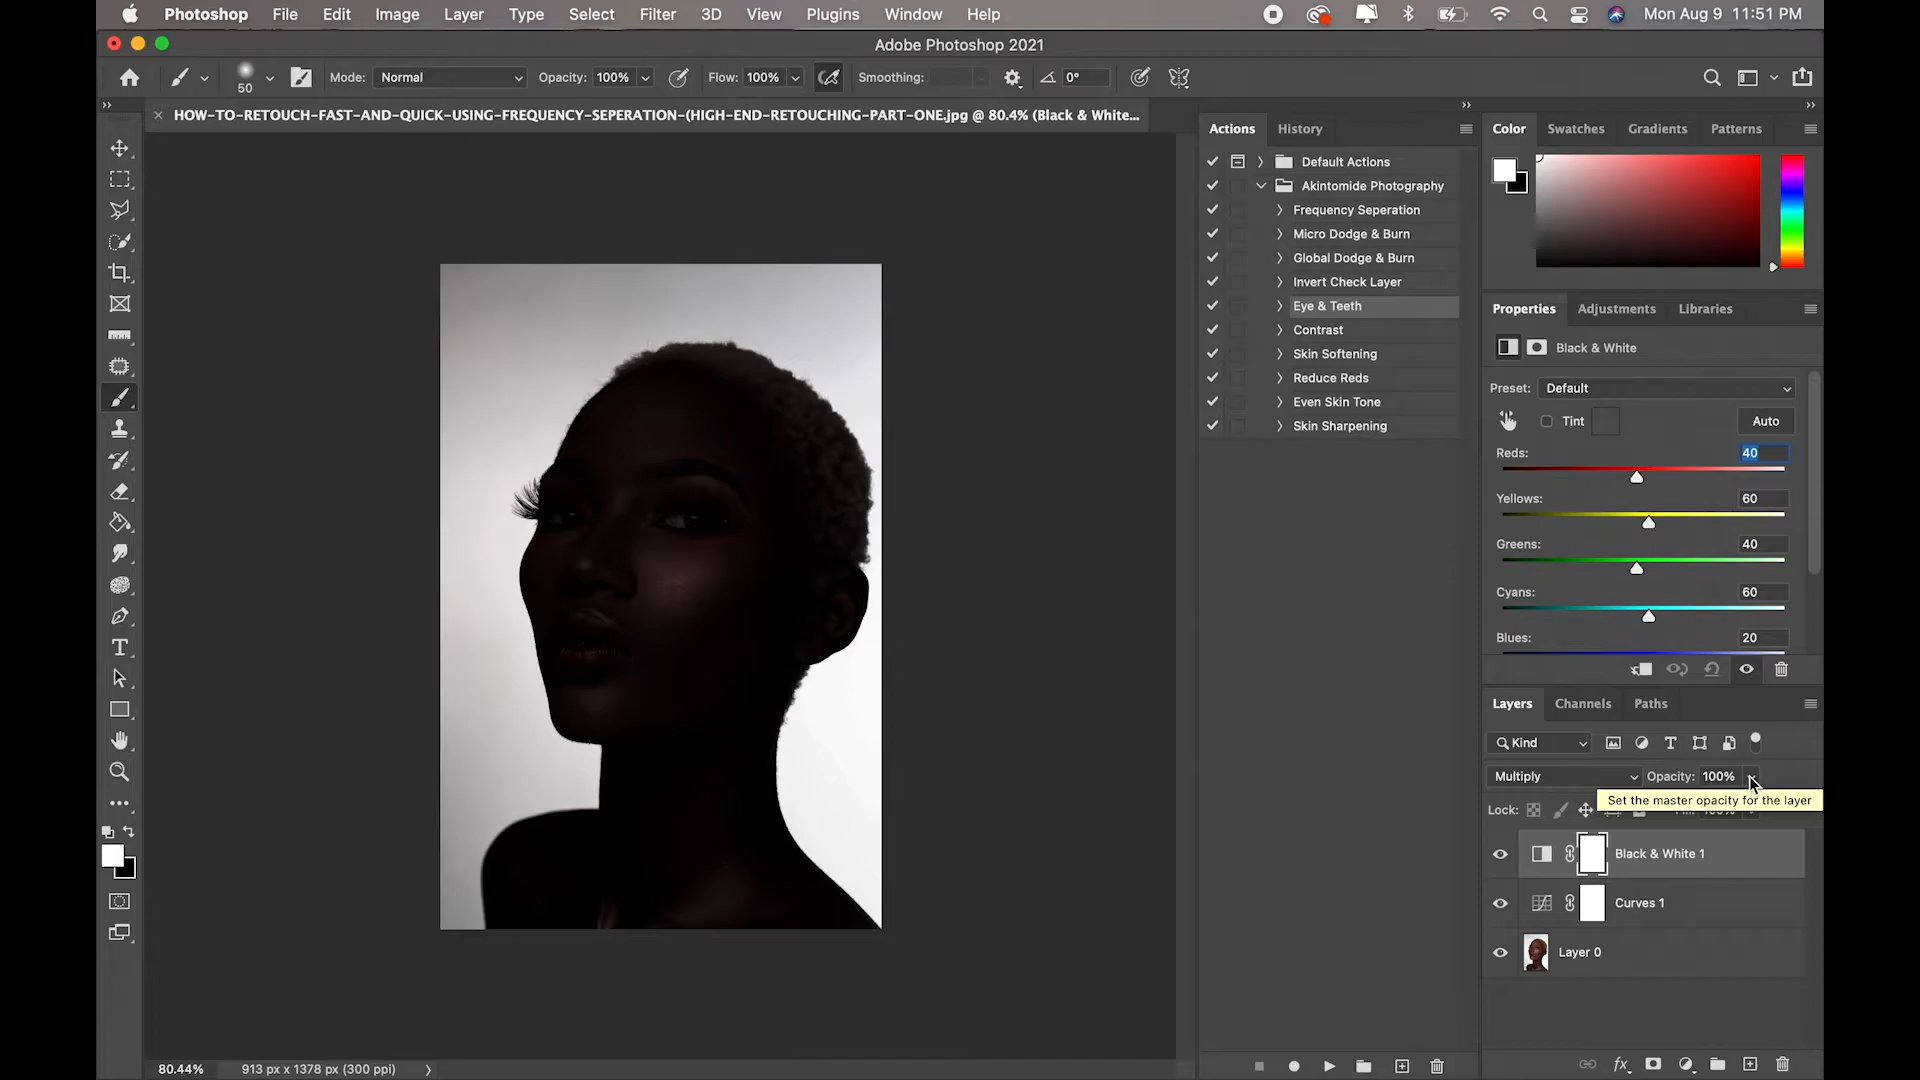 Photoshop File Edit Image Layer Type Select Filter 3D View Plugins Window Help Mon Aug 9 11:51 PM
Adobe Photoshop 2021
50 Mode: Normal Opacity: 100% Flow: 100% Smoothing: 0°
HOW-TO-RETOUCH-FAST-AND-QUICK-USING-FREQUENCY-SEPERATION-(HIGH-END-RETOUCHING-PART-ONE.jpg @ 80.4% (Black & White...
Actions History
Default Actions
Akintomide Photography
Frequency Seperation
Micro Dodge & Burn
Global Dodge & Burn
Invert Check Layer
Eye & Teeth
Contrast
Skin Softening
Reduce Reds
Even Skin Tone
Skin Sharpening
Color Swatches Gradients Patterns
Properties Adjustments Libraries
Black & White
Preset: Default
Tint Auto
Reds: 40
Yellows: 60
Greens: 40
Cyans: 60
Blues: 20
Layers Channels Paths
Kind
Multiply Opacity: 100%
Set the master opacity for the layer
Lock:
Black & White 1
Curves 1
Layer 0
80.44% 913 px x 1378 px (300 ppi)